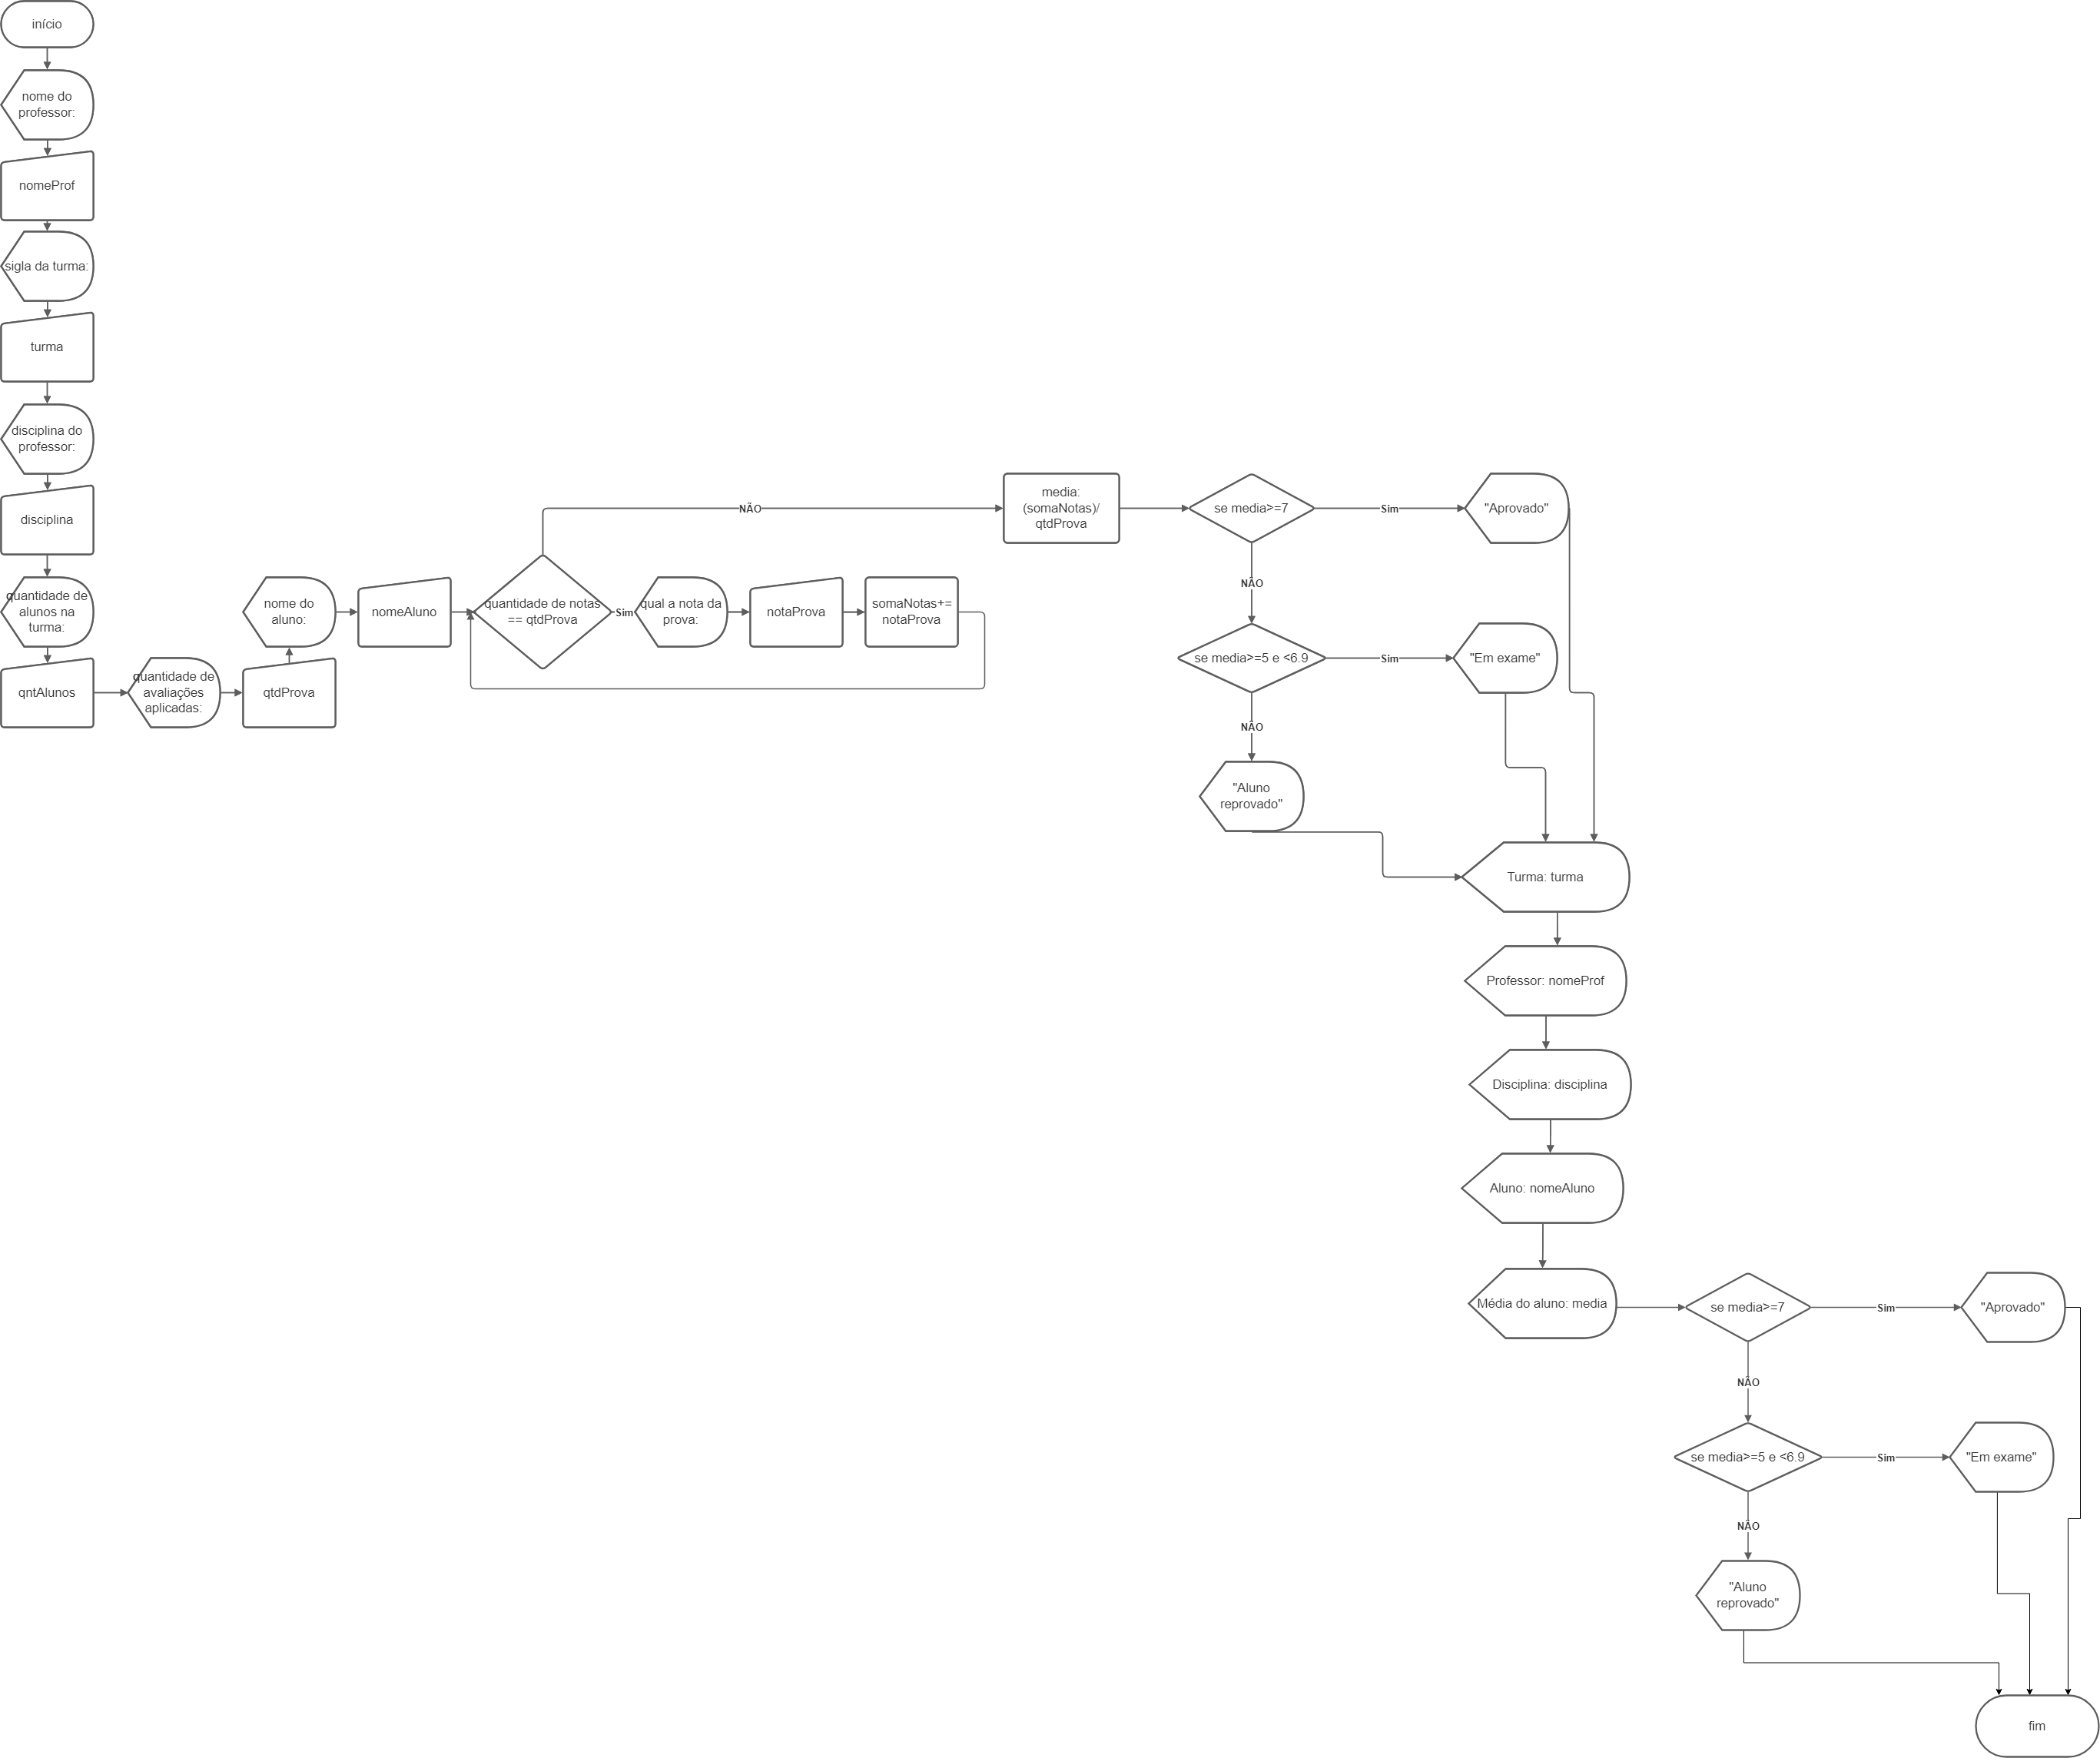 início
nome do
professor:
nomeProf
sigla da turma:
turma
disciplina do
professor:
disciplina
quantidade de
alunos na
turma:
qntAlunos
quantidade de
avaliações
aplicadas:
qtdProva
nome do
aluno:
nomeAluno
quantidade de notas
== qtdProva
Sim
qual a nota da
prova:
notaProva
somaNotas+=
notaProva
NÃO
media:
(somaNotas)/
qtdProva
se media>=7
Sim
"Aprovado"
NÃO
se media>=5 e <6.9
Sim
"Em exame"
NÃO
"Aluno
reprovado"
Turma: turma
Professor: nomeProf
Disciplina: disciplina
Aluno: nomeAluno
Média do aluno: media
se media>=7
Sim
"Aprovado"
NÃO
se media>=5 e <6.9
Sim
"Em exame"
NÃO
"Aluno
reprovado"
fim